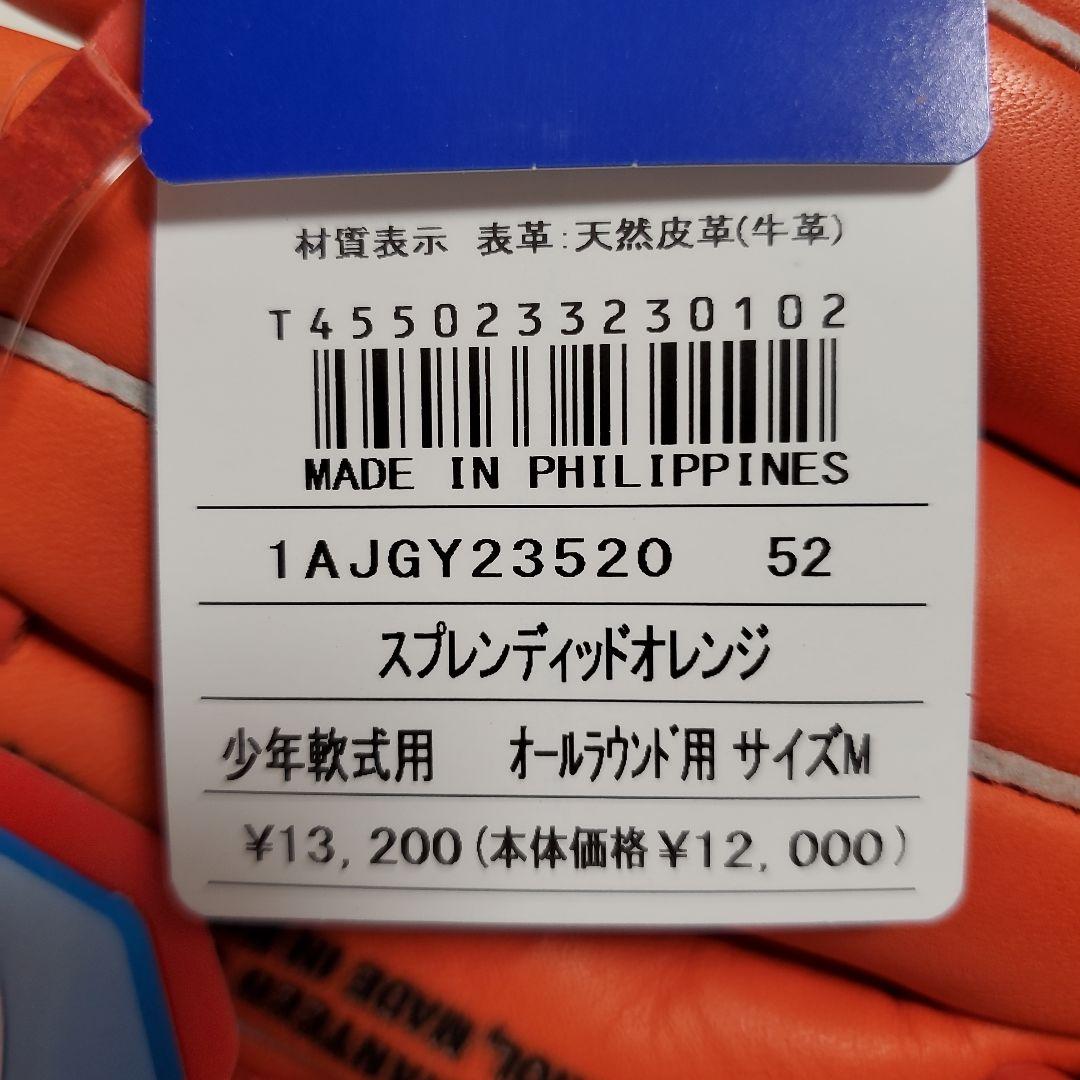 材質表示 表革:天然皮革(牛革)
T4550233230102
MADE IN PHILIPPINES
1AJGY23520 52
スプレンディッドオレンジ
少年軟式用 ｵｰﾙﾗｳﾝﾄﾞ用 サイズM
¥13,200(本体価格¥12,000)
MADE IN